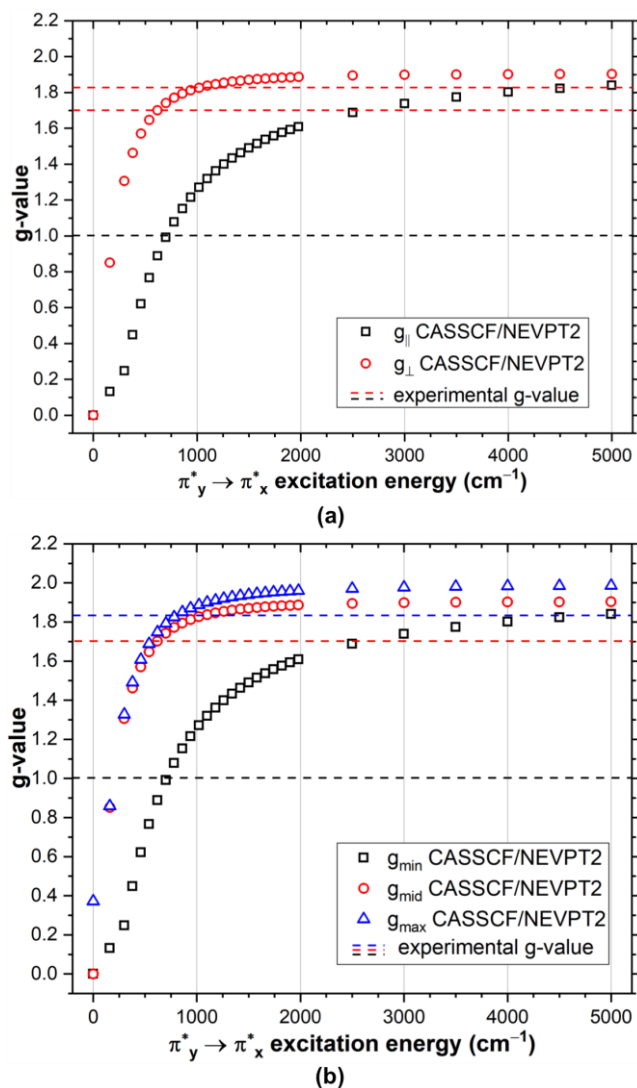 2.2
2.0
1.8
1.6
1.4
1.2
1.0
0.8
0.6
0.4
0.2
0.0
g-value
g∥ CASSCF/NEVPT2
g⊥ CASSCF/NEVPT2
experimental g-value
0 1000 2000 3000 4000 5000
π*y → π*x excitation energy (cm−1)
(a)
2.2
2.0
1.8
1.6
1.4
1.2
1.0
0.8
0.6
0.4
0.2
0.0
g-value
gmin CASSCF/NEVPT2
gmid CASSCF/NEVPT2
gmax CASSCF/NEVPT2
experimental g-value
0 1000 2000 3000 4000 5000
π*y → π*x excitation energy (cm−1)
(b)